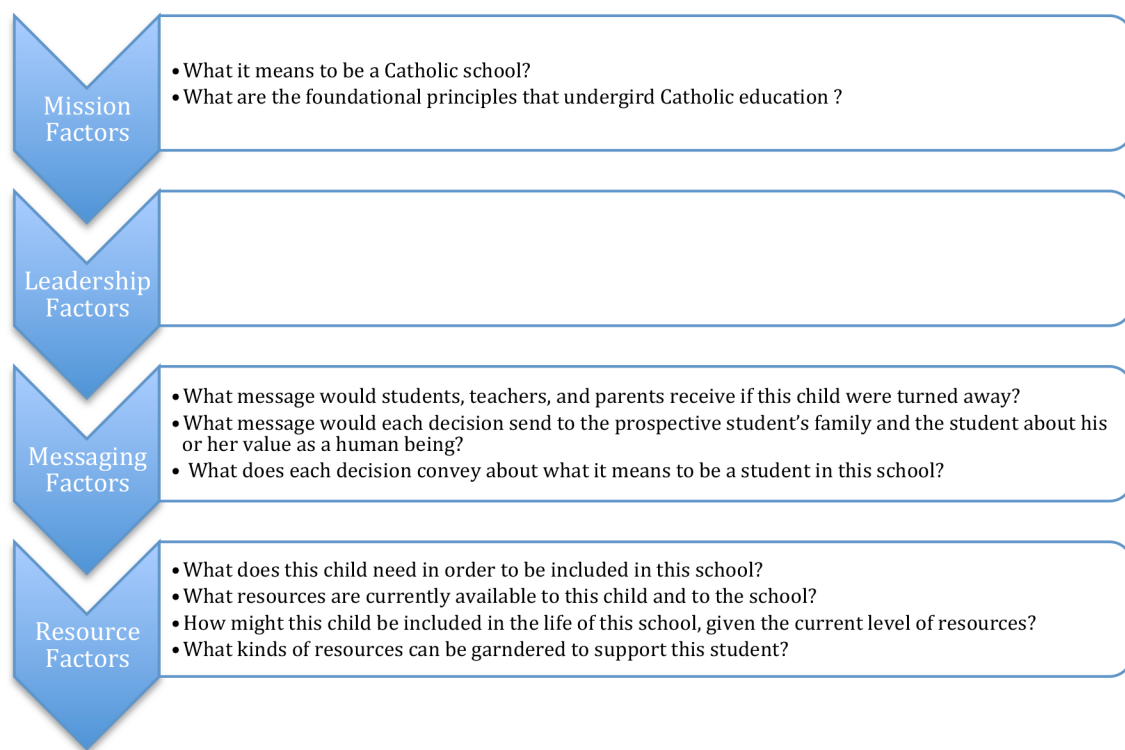 Mission
Factors
•What it means to be a Catholic school?
•What are the foundational principles that undergird Catholic education ?
Leadership
Factors
Messaging
Factors
•What message would students, teachers, and parents receive if this child were turned away?
•What message would each decision send to the prospective student’s family and the student about his
or her value as a human being?
• What does each decision convey about what it means to be a student in this school?
Resource
Factors
•What does this child need in order to be included in this school?
•What resources are currently available to this child and to the school?
•How might this child be included in the life of this school, given the current level of resources?
•What kinds of resources can be garndered to support this student?